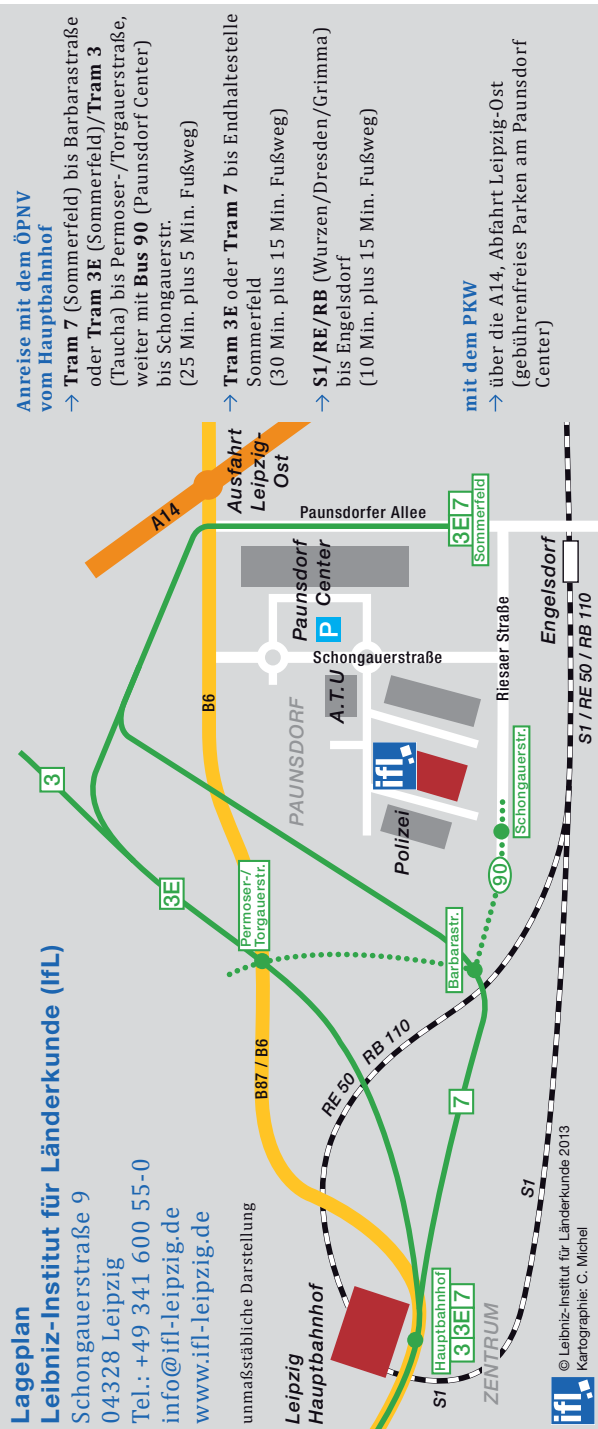 Lageplan
Leibniz-Institut für Länderkunde (IfL)
Schongauerstraße 9
04328 Leipzig
Tel.: +49 341 600 55-0
info@ifl-leipzig.de
www.ifl-leipzig.de
unmaßstäbliche Darstellung
Leipzig
Hauptbahnhof
Hauptbahnhof
3 3E 7
ZENTRUM
S1
ifl
© Leibniz-Institut für Länderkunde 2013
Kartographie: C. Michel
S1
RE 50
RB 110
7
B87 / B6
Permoser-/
Torgauerstr.
Barbarastr.
3E
3
90
Schongauerstr.
B6
PAUNSDORF
Polizei
ifl
A.T.U
Schongauerstraße
P
Paunsdorf
Center
Riesaer Straße
Paunsdorfer Allee
3E 7
Sommerfeld
Engelsdorf
S1 / RE 50 / RB 110
A14
Ausfahrt
Leipzig-
Ost
Anreise mit dem ÖPNV
vom Hauptbahnhof
→ Tram 7 (Sommerfeld) bis Barbarastraße
oder Tram 3E (Sommerfeld)/Tram 3
(Taucha) bis Permoser-/Torgauerstraße,
weiter mit Bus 90 (Paunsdorf Center)
bis Schongauerstr.
(25 Min. plus 5 Min. Fußweg)
→ Tram 3E oder Tram 7 bis Endhaltestelle
Sommerfeld
(30 Min. plus 15 Min. Fußweg)
→ S1/RE/RB (Wurzen/Dresden/Grimma)
bis Engelsdorf
(10 Min. plus 15 Min. Fußweg)
mit dem PKW
→ über die A14, Abfahrt Leipzig-Ost
(gebührenfreies Parken am Paunsdorf
Center)